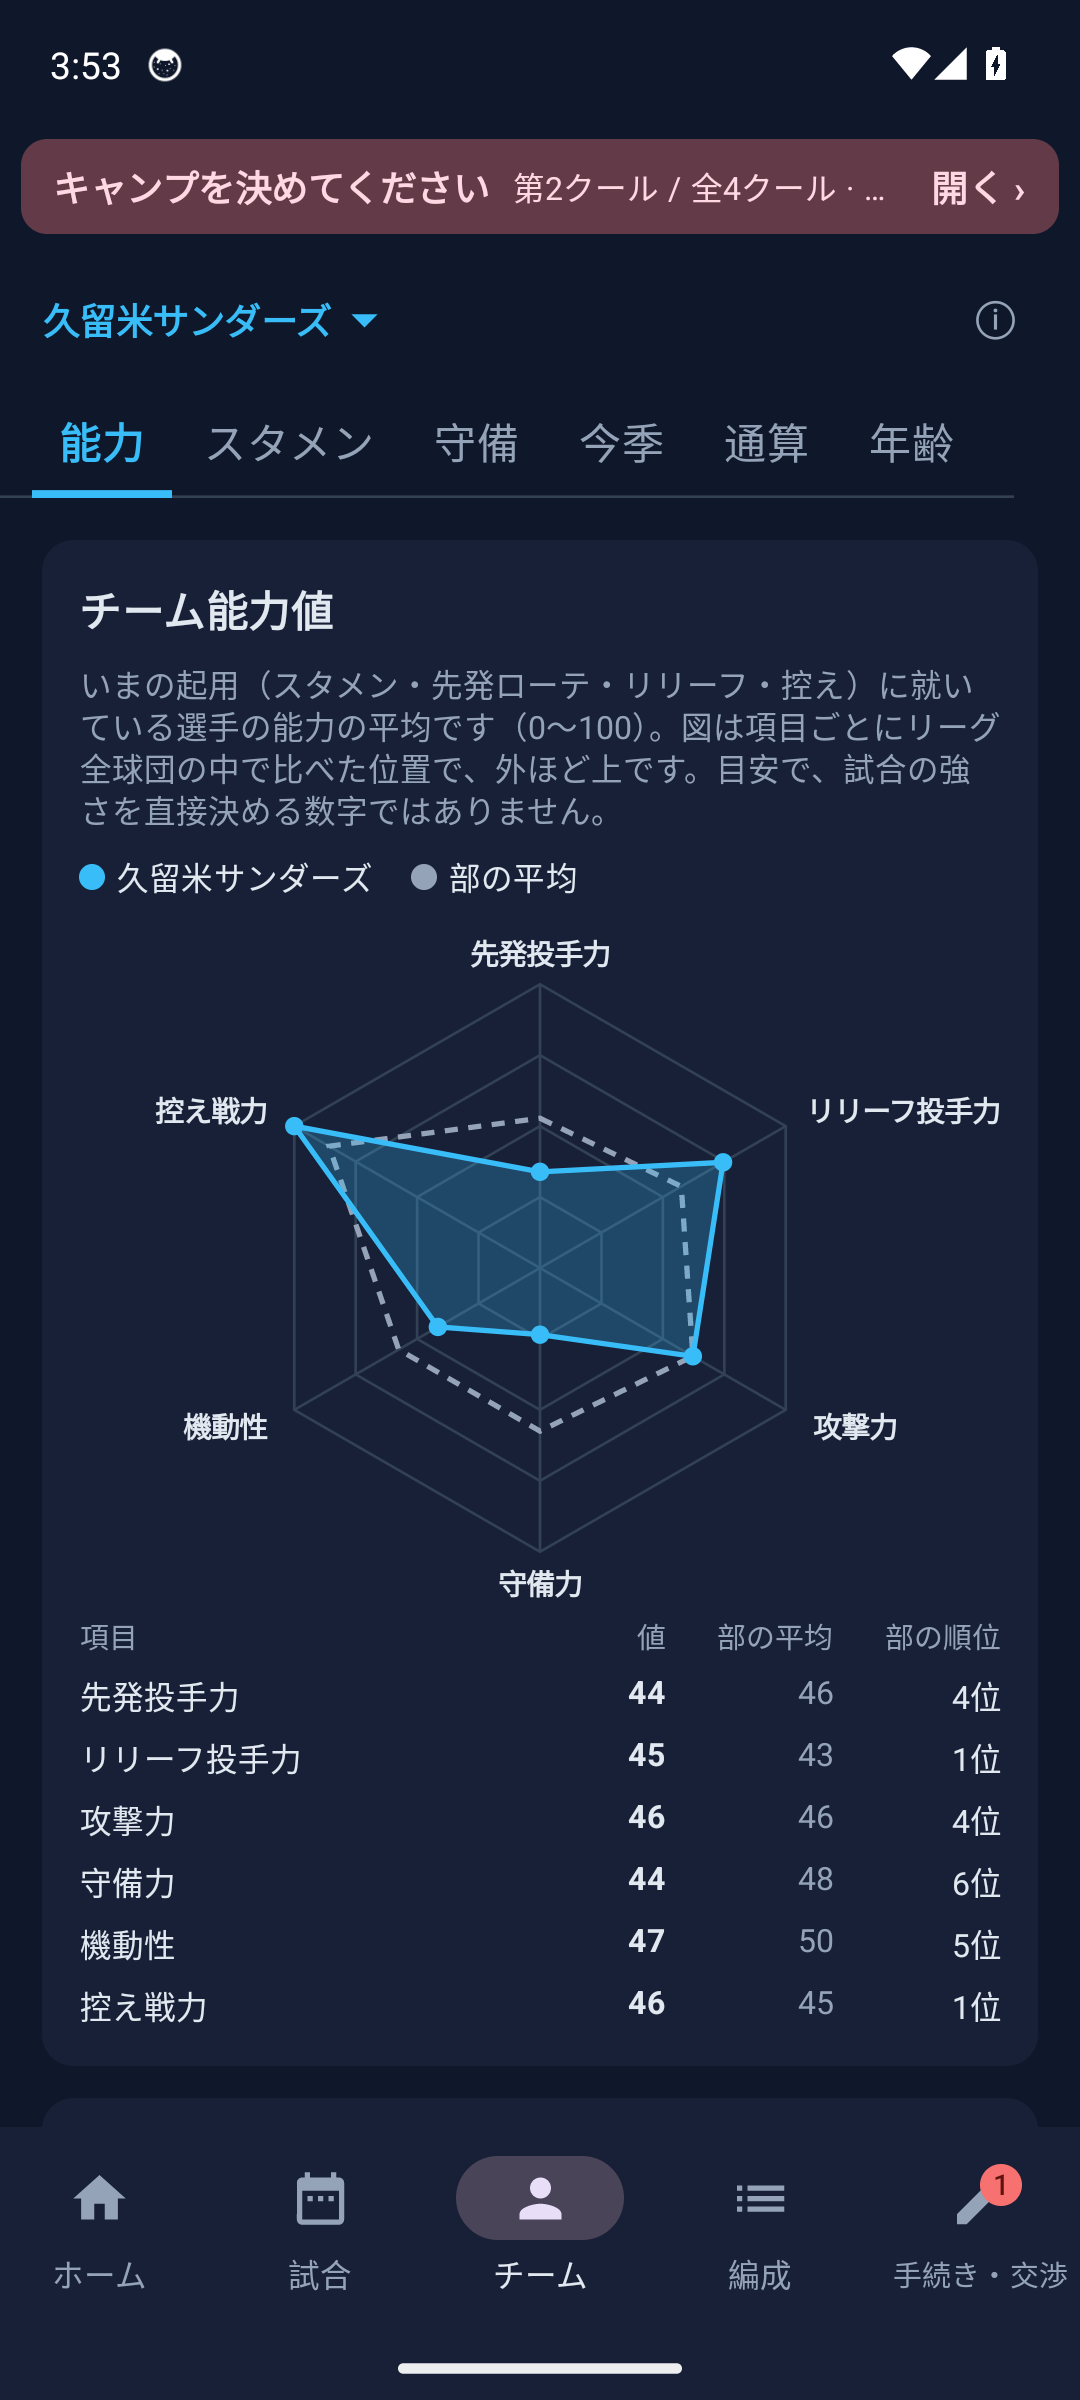 3:53
キャンプを決めてください 第2クール / 全4クール · … 開く ›
久留米サンダーズ
能力 スタメン 守備 今季 通算 年齢
チーム能力値
いまの起用（スタメン・先発ローテ・リリーフ・控え）に就い
ている選手の能力の平均です（0〜100）。図は項目ごとにリーグ
全球団の中で比べた位置で、外ほど上です。目安で、試合の強
さを直接決める数字ではありません。
久留米サンダーズ 部の平均
先発投手力
控え戦力 リリーフ投手力
機動性 攻撃力
守備力
項目 値 部の平均 部の順位
先発投手力 44 46 4位
リリーフ投手力 45 43 1位
攻撃力 46 46 4位
守備力 44 48 6位
機動性 47 50 5位
控え戦力 46 45 1位
1
ホーム 試合 チーム 編成 手続き・交渉